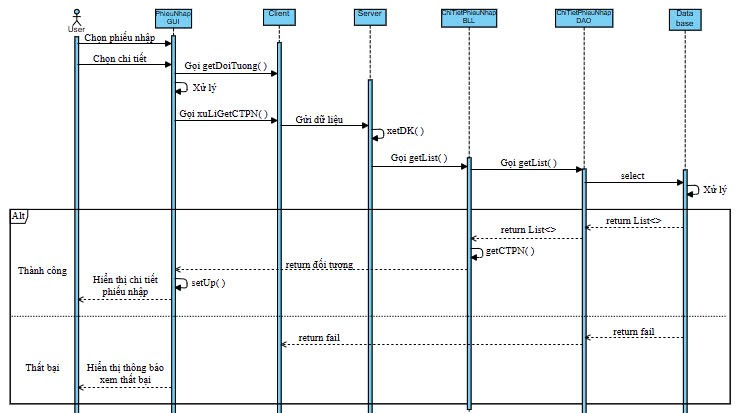 User
PhieuNhap
GUI
Client
Server
ChiTietPhieuNhap
BLL
ChiTietPhieuNhap
DAO
Data
base
Chọn phiếu nhập
Chọn chi tiết
Gọi getDoiTuong( )
Xử lý
Gọi xuLiGetCTPN( )
Gửi dữ liệu
xetDK( )
Gọi getList( )
Gọi getList( )
select
Xử lý
Alt
return List<>
return List<>
getCTPN( )
return đối tượng
Thành công
Hiển thị chi tiết
phiếu nhập
setUp( )
return fail
return fail
Thất bại
Hiển thị thông báo
xem thất bại